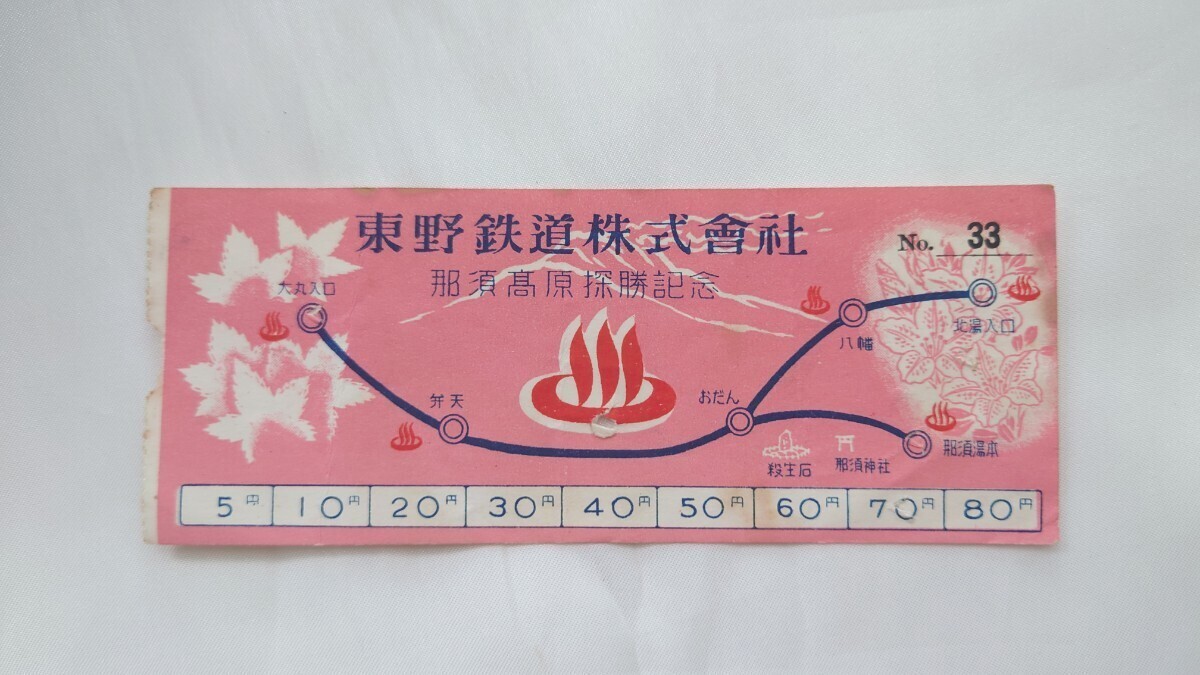 東野鉄道株式會社
No. 33
那須髙原探勝記念
大丸入口
弁天
おだん
八幡
北湯入口
殺生石
那須神社
那須湯本
5円 10円 20円 30円 40円 50円 60円 70円 80円